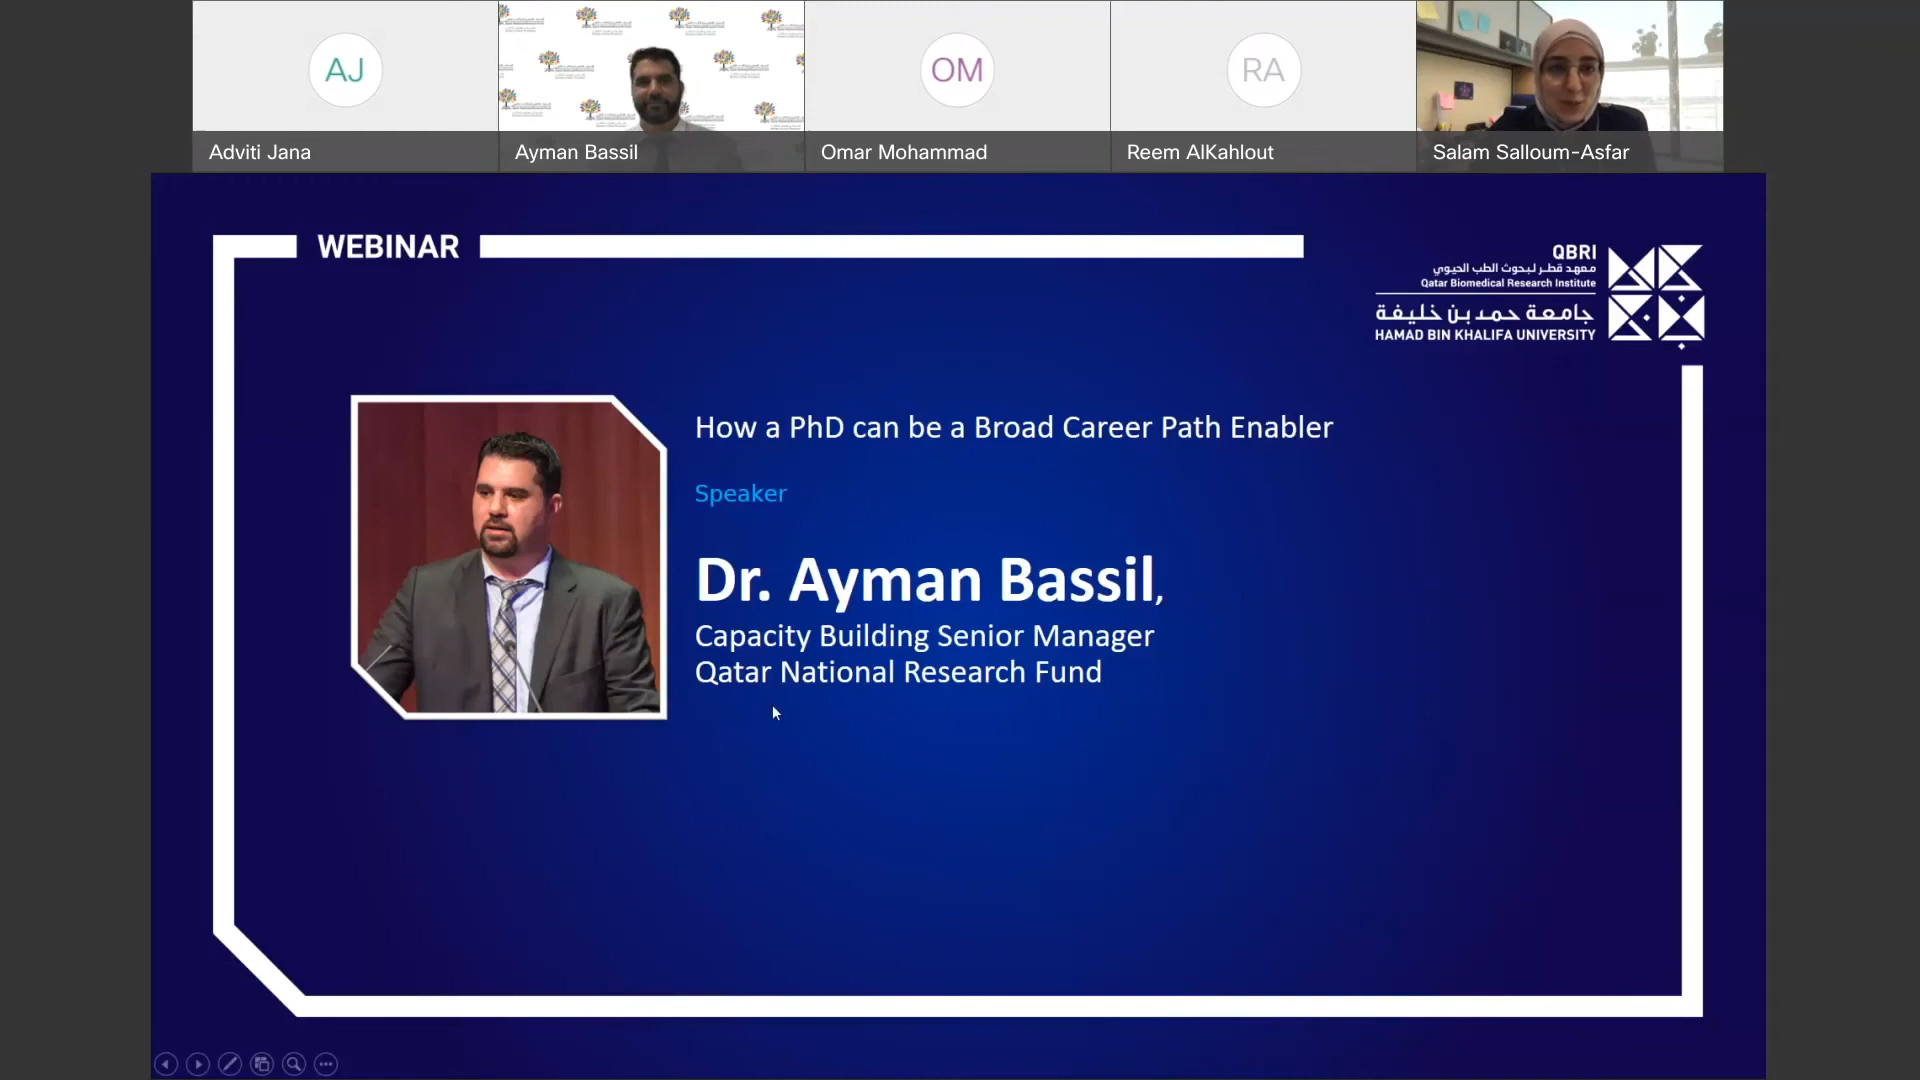 AJ
OM
RA
Adviti Jana
Ayman Bassil
Omar Mohammad
Reem AlKahlout
Salam Salloum-Asfar
WEBINAR
QBRI
معهد قطر لبحوث الطب الحيوي
Qatar Biomedical Research Institute
جامعة حمد بن خليفة
HAMAD BIN KHALIFA UNIVERSITY
How a PhD can be a Broad Career Path Enabler
Speaker
Dr. Ayman Bassil,
Capacity Building Senior Manager
Qatar National Research Fund